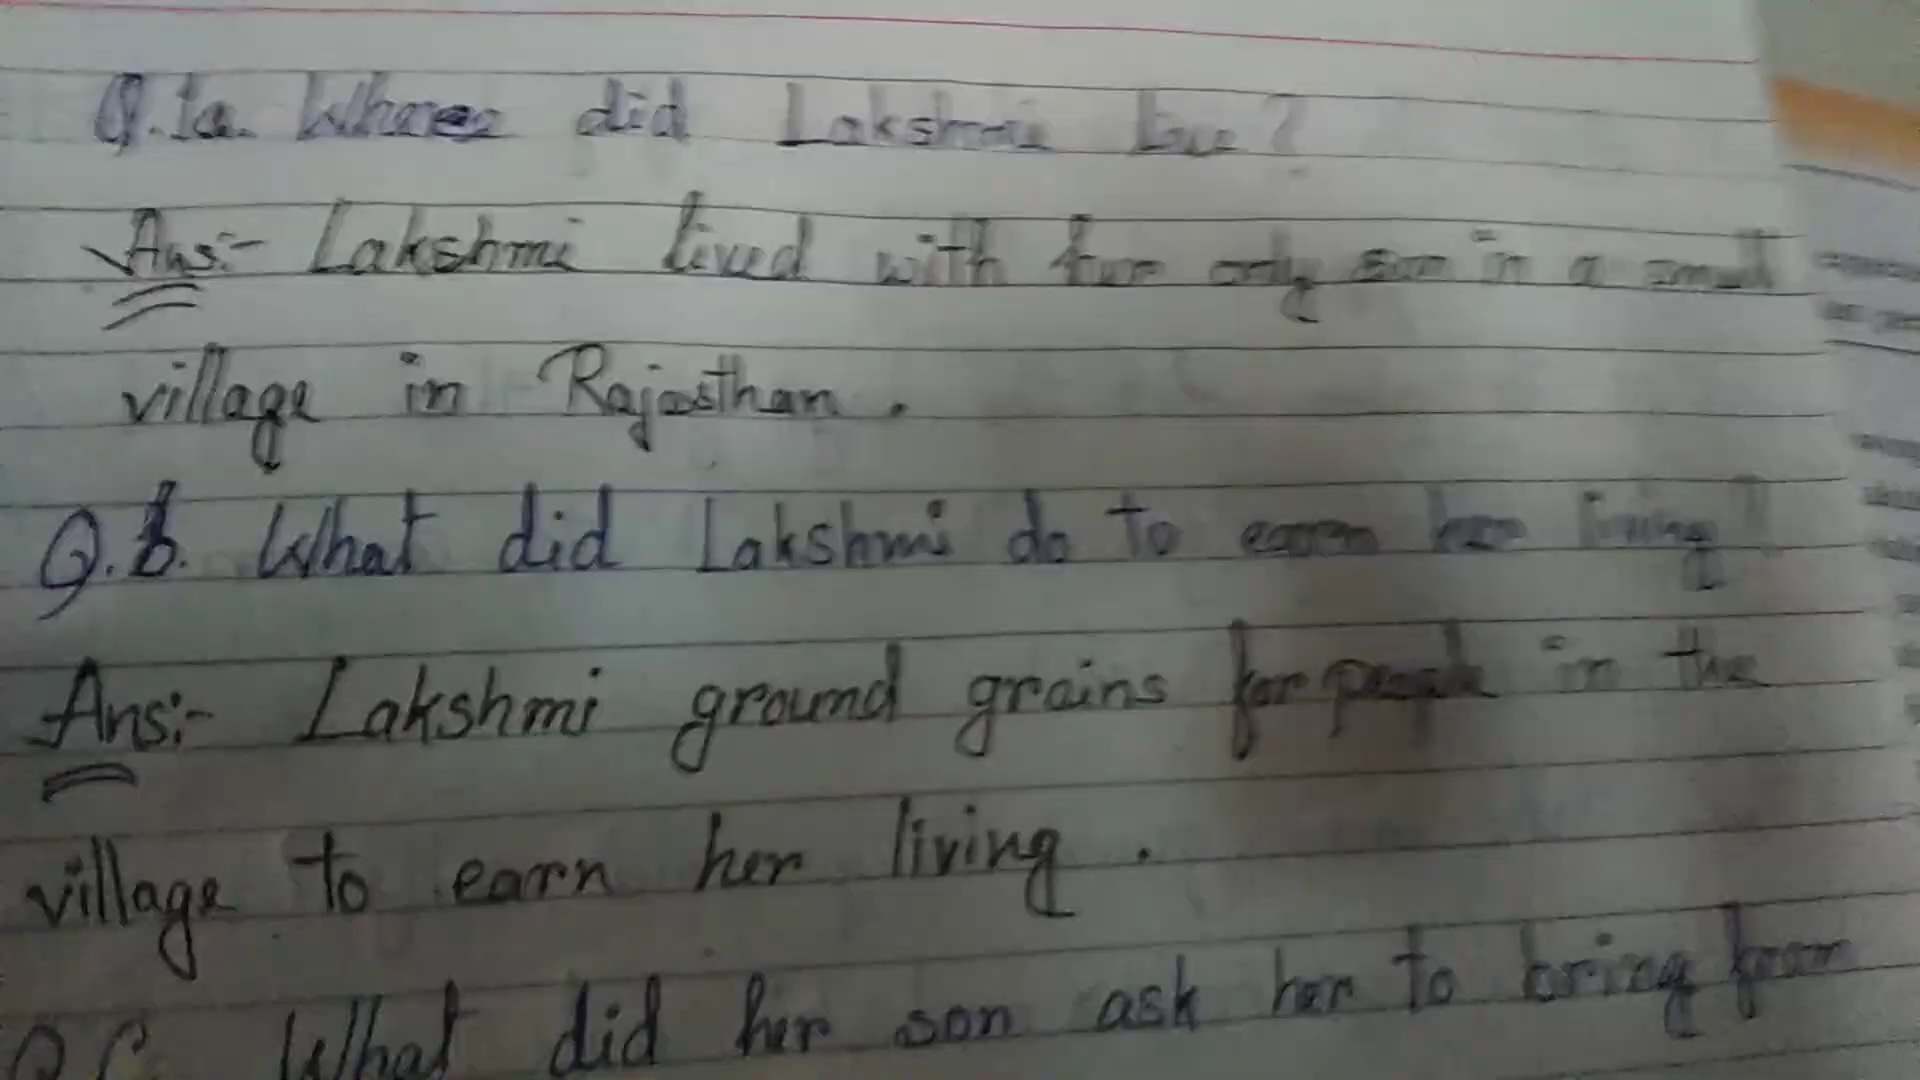 Q.1a. Where did Lakshmi live?
Ans:- Lakshmi lived with her only son in a small
village in Rajasthan.
Q.b. What did Lakshmi do to earn her living?
Ans:- Lakshmi ground grains for people in the
village to earn her living.
Q.C. What did her son ask her to bring from